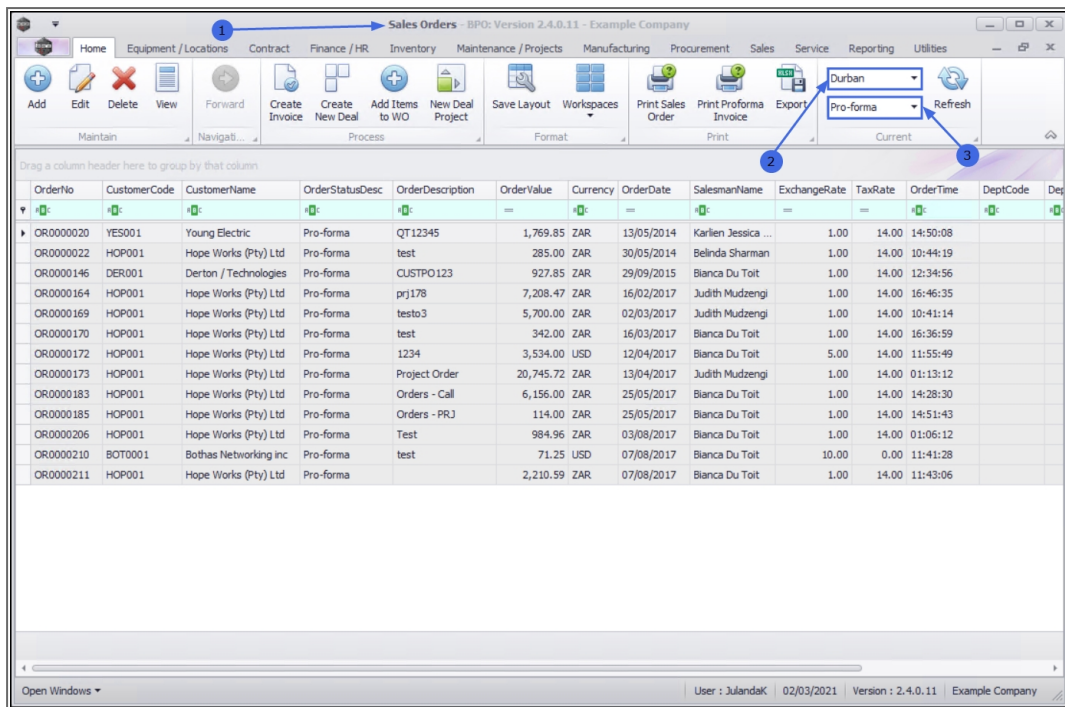 Sales Orders - BPO: Version 2.4.0.11 - Example Company
1
Home Equipment / Locations Contract Finance / HR Inventory Maintenance / Projects Manufacturing Procurement Sales Service Reporting Utilities
Add Edit Delete View Forward Create Invoice Create New Deal Add Items to WO New Deal Project Save Layout Workspaces Print Sales Order Print Proforma Invoice Export Durban Pro-forma Refresh
Maintain Navigati... Process Format Print Current
2 3
Drag a column header here to group by that column
OrderNo CustomerCode CustomerName OrderStatusDesc OrderDescription OrderValue Currency OrderDate SalesmanName ExchangeRate TaxRate OrderTime DeptCode Dep
OR0000020 YES001 Young Electric Pro-forma QT12345 1,769.85 ZAR 13/05/2014 Karlien Jessica ... 1.00 14.00 14:50:08
OR0000022 HOP001 Hope Works (Pty) Ltd Pro-forma test 285.00 ZAR 30/05/2014 Belinda Sharman 1.00 14.00 10:44:19
OR0000146 DER001 Derton / Technologies Pro-forma CUSTPO123 927.85 ZAR 29/09/2015 Bianca Du Toit 1.00 14.00 12:34:56
OR0000164 HOP001 Hope Works (Pty) Ltd Pro-forma prj178 7,208.47 ZAR 16/02/2017 Judith Mudzengi 1.00 14.00 16:46:35
OR0000169 HOP001 Hope Works (Pty) Ltd Pro-forma testo3 5,700.00 ZAR 02/03/2017 Judith Mudzengi 1.00 14.00 10:41:14
OR0000170 HOP001 Hope Works (Pty) Ltd Pro-forma test 342.00 ZAR 16/03/2017 Bianca Du Toit 1.00 14.00 16:36:59
OR0000172 HOP001 Hope Works (Pty) Ltd Pro-forma 1234 3,534.00 USD 12/04/2017 Bianca Du Toit 5.00 14.00 11:55:49
OR0000173 HOP001 Hope Works (Pty) Ltd Pro-forma Project Order 20,745.72 ZAR 13/04/2017 Judith Mudzengi 1.00 14.00 01:13:12
OR0000183 HOP001 Hope Works (Pty) Ltd Pro-forma Orders - Call 6,156.00 ZAR 25/05/2017 Bianca Du Toit 1.00 14.00 14:28:30
OR0000185 HOP001 Hope Works (Pty) Ltd Pro-forma Orders - PRJ 114.00 ZAR 25/05/2017 Bianca Du Toit 1.00 14.00 14:51:43
OR0000206 HOP001 Hope Works (Pty) Ltd Pro-forma Test 984.96 ZAR 03/08/2017 Bianca Du Toit 1.00 14.00 01:06:12
OR0000210 BOT0001 Bothas Networking inc Pro-forma test 71.25 USD 07/08/2017 Bianca Du Toit 10.00 0.00 11:41:28
OR0000211 HOP001 Hope Works (Pty) Ltd Pro-forma 2,210.59 ZAR 07/08/2017 Bianca Du Toit 1.00 14.00 11:43:06
Open Windows User : JulandaK 02/03/2021 Version : 2.4.0.11 Example Company